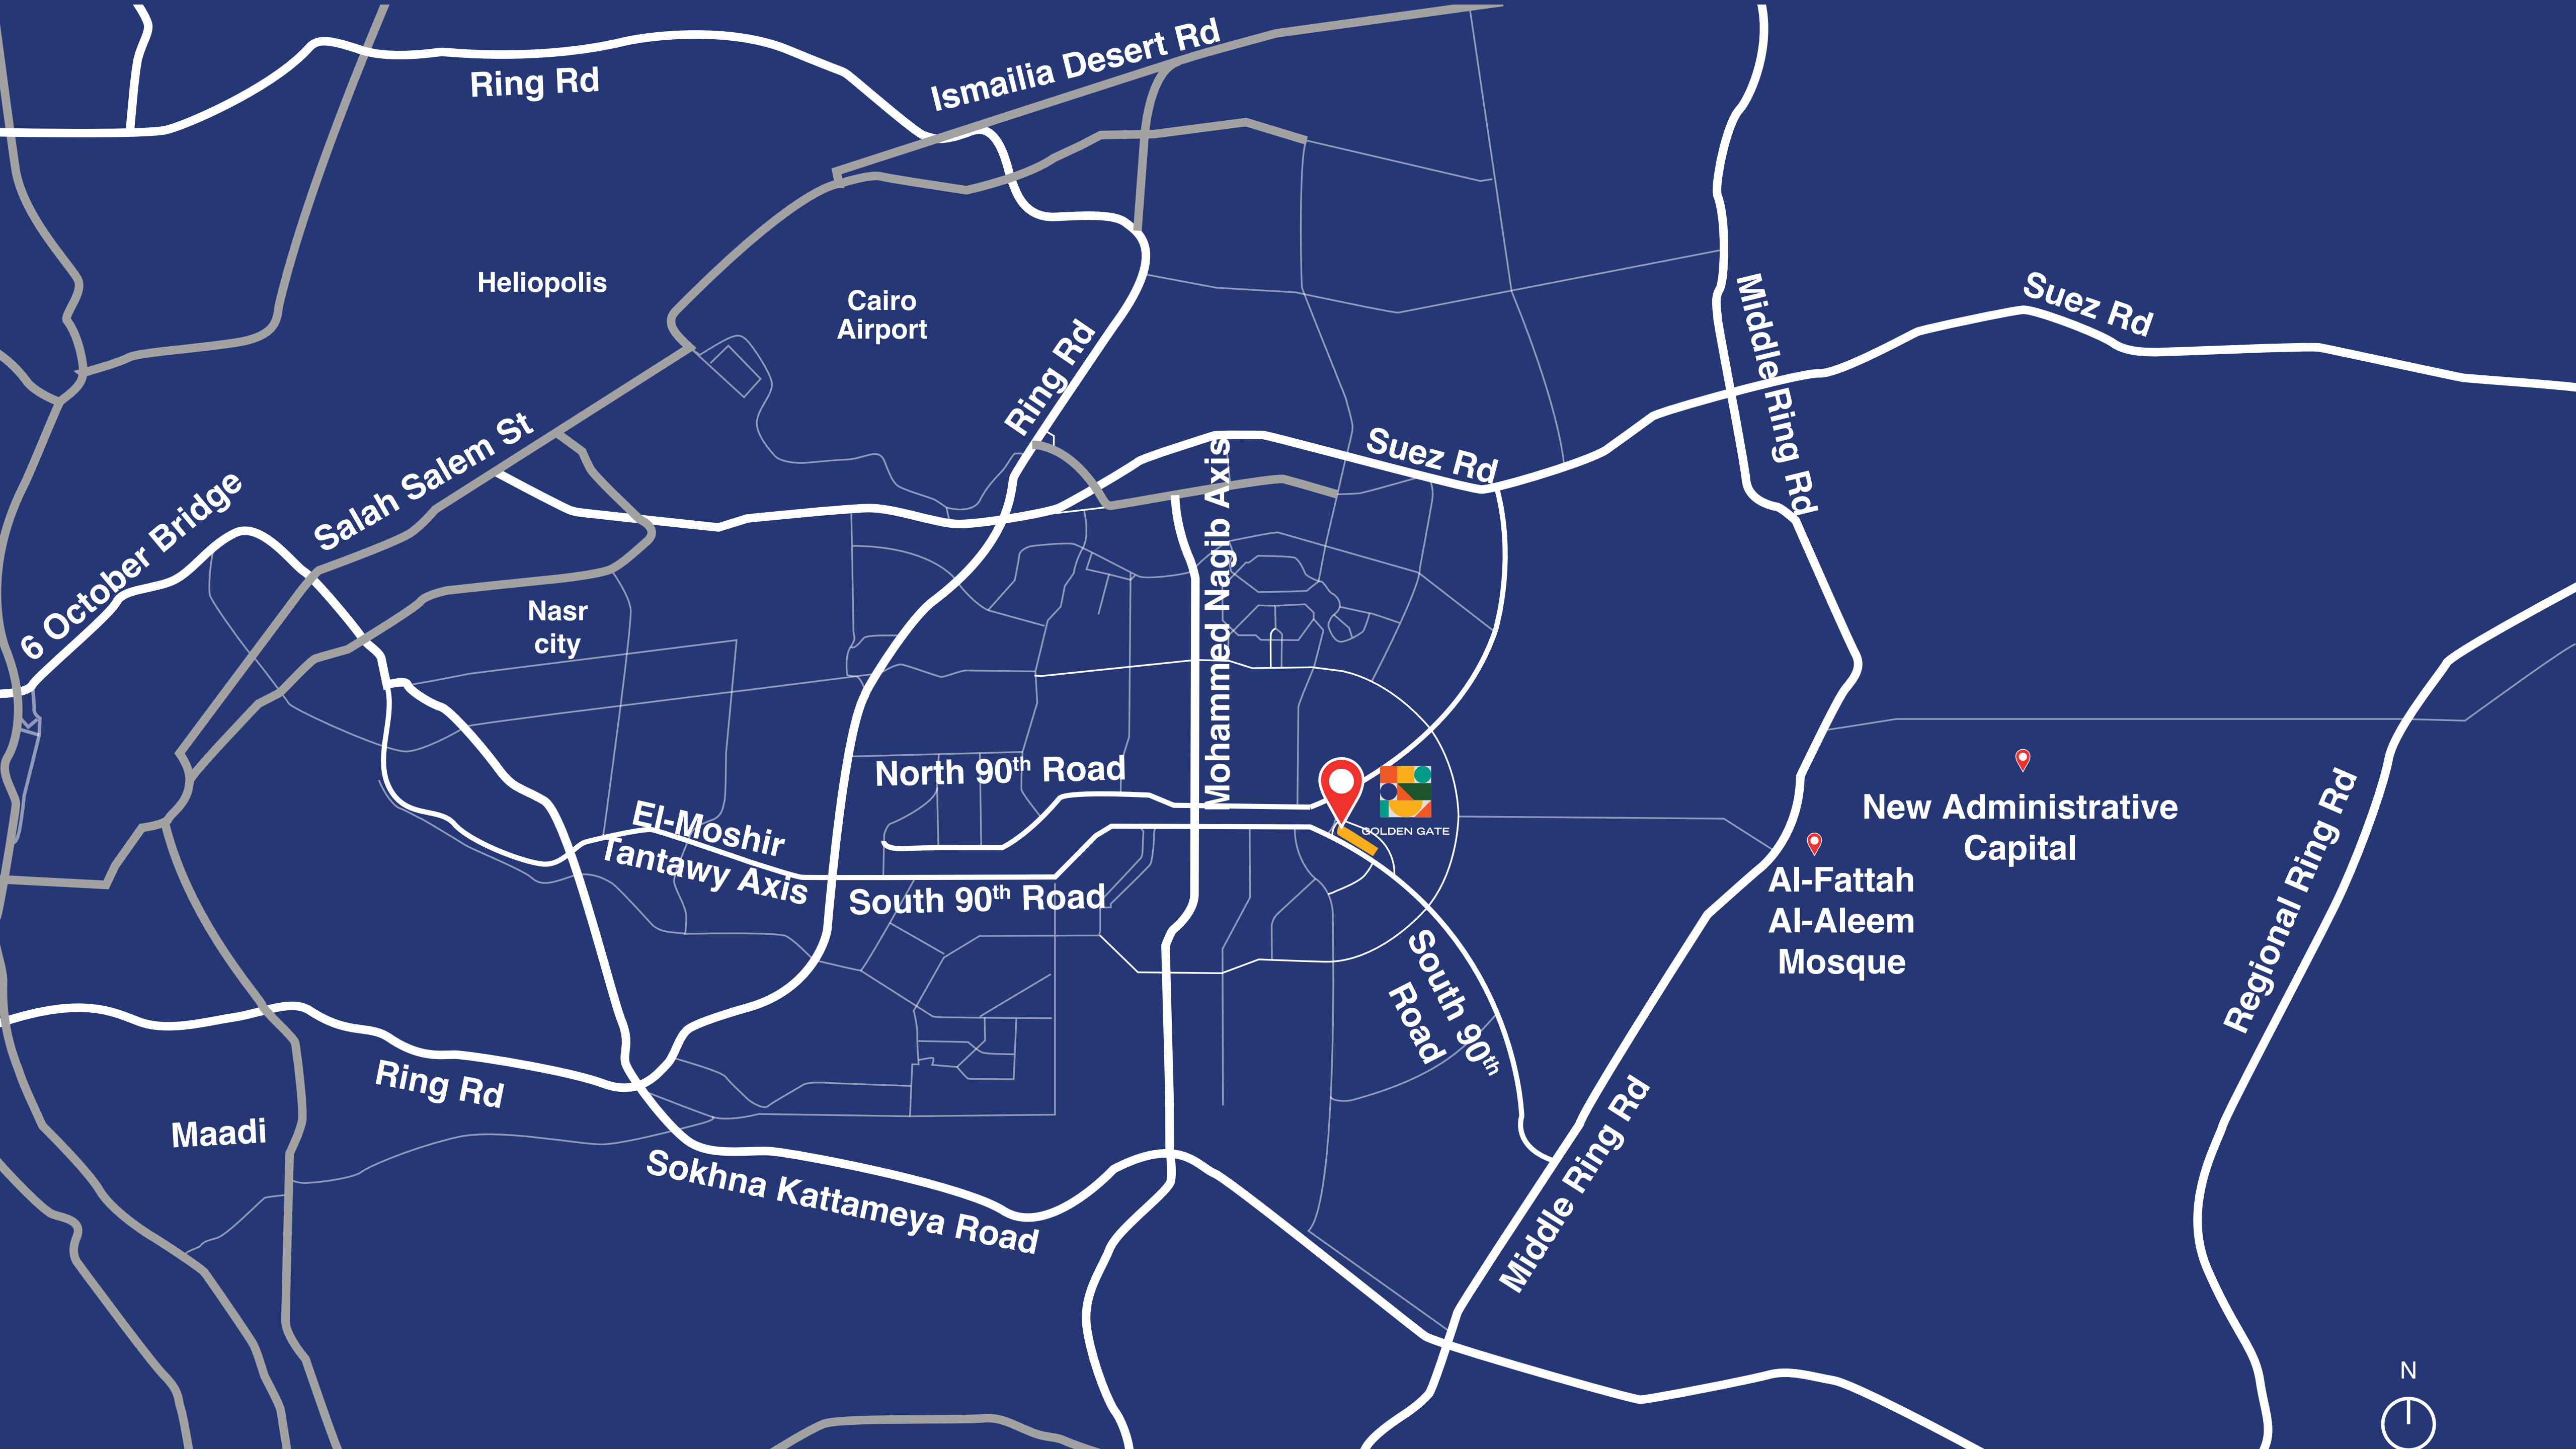 Ring Rd
Ismailia Desert Rd
Heliopolis
Cairo
Airport
Ring Rd
Middle Ring Rd
Suez Rd
Salah Salem St
Suez Rd
6 October Bridge
Mohammed Nagib Axis
Nasr
city
North 90th Road
El-Moshir
Tantawy Axis
GOLDEN GATE
New Administrative
Capital
South 90th Road
Al-Fattah
Al-Aleem
Mosque
Regional Ring Rd
South 90th
Road
Ring Rd
Maadi
Sokhna Kattameya Road
Middle Ring Rd
N